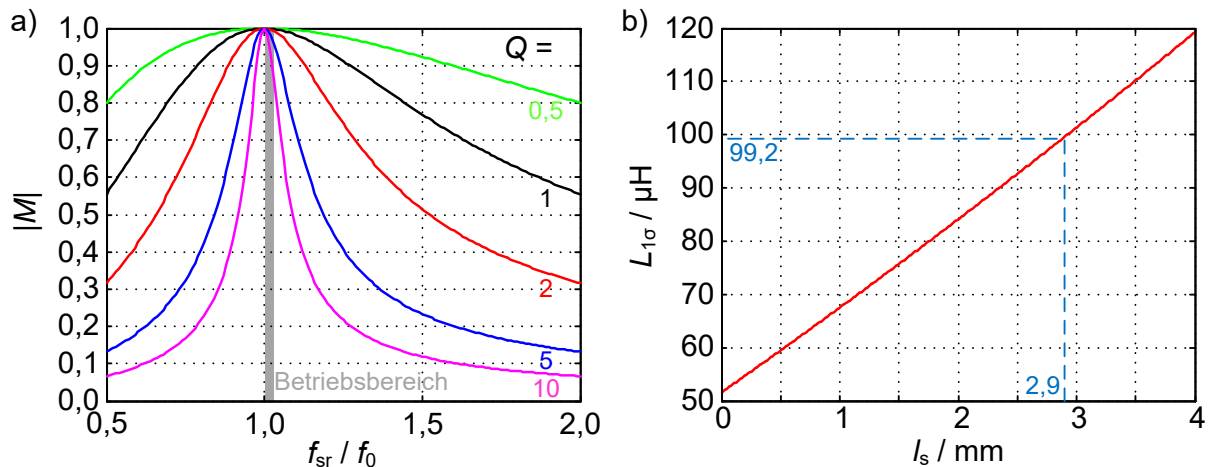 a)
1,0
0,9
0,8
0,7
0,6
0,5
0,4
0,3
0,2
0,1
0,0
|M|
Q =
0,5
1
2
5
10
Betriebsbereich
0,5 1,0 1,5 2,0
fsr / f0
b)
120
110
100
90
80
70
60
50
L1σ / µH
99,2
2,9
0 1 2 3 4
ls / mm